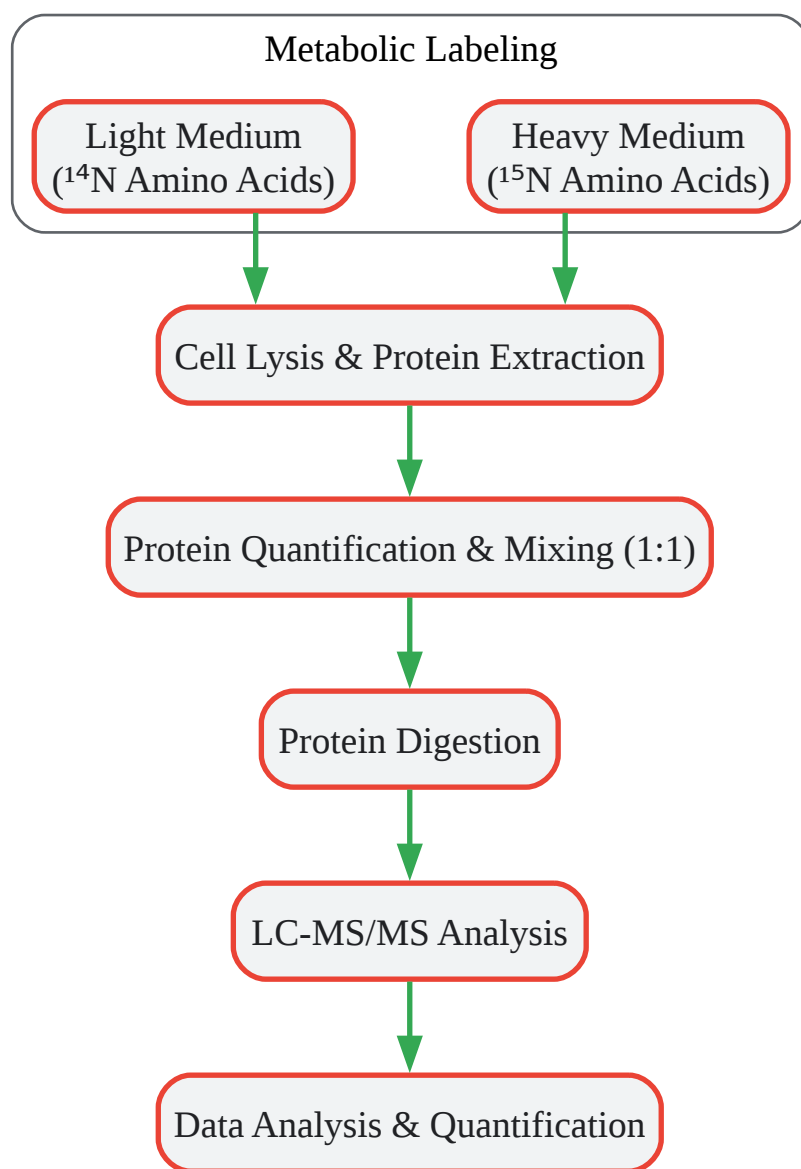 Metabolic Labeling
Light Medium
(¹⁴N Amino Acids)
Heavy Medium
(¹⁵N Amino Acids)
Cell Lysis & Protein Extraction
Protein Quantification & Mixing (1:1)
Protein Digestion
LC-MS/MS Analysis
Data Analysis & Quantification